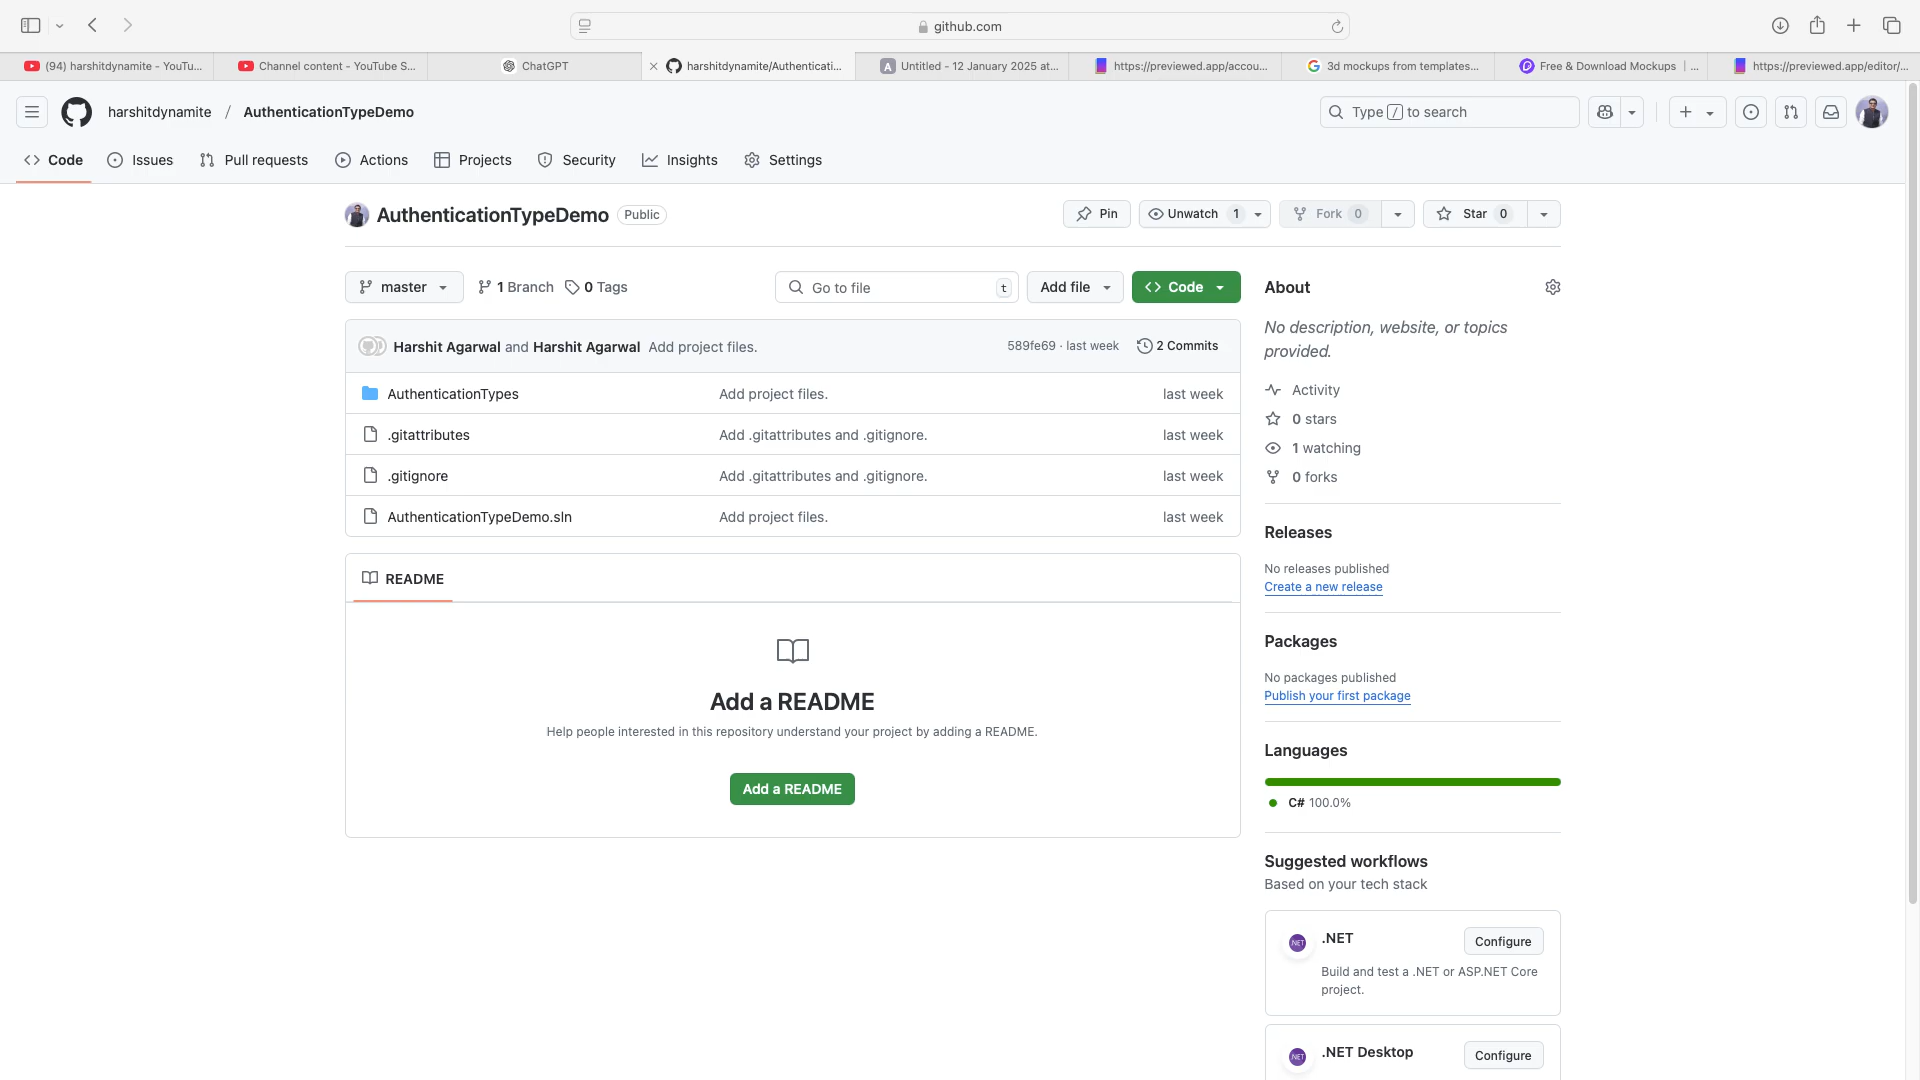 github.com
(94) harshitdynamite - YouTu...
Channel content - YouTube S...
ChatGPT
harshitdynamite/Authenticati...
Untitled - 12 January 2025 at...
https://previewed.app/accou...
3d mockups from templates...
Free & Download Mockups | ...
https://previewed.app/editor/...
harshitdynamite / AuthenticationTypeDemo
Type / to search
Code Issues Pull requests Actions Projects Security Insights Settings
AuthenticationTypeDemo Public
Pin Unwatch 1 Fork 0 Star 0
master 1 Branch 0 Tags Go to file t Add file Code
Harshit Agarwal and Harshit Agarwal Add project files. 589fe69 · last week 2 Commits
AuthenticationTypes Add project files. last week
.gitattributes Add .gitattributes and .gitignore. last week
.gitignore Add .gitattributes and .gitignore. last week
AuthenticationTypeDemo.sln Add project files. last week
README
Add a README
Help people interested in this repository understand your project by adding a README.
Add a README
About
No description, website, or topics
provided.
Activity
0 stars
1 watching
0 forks
Releases
No releases published
Create a new release
Packages
No packages published
Publish your first package
Languages
C# 100.0%
Suggested workflows
Based on your tech stack
.NET .NET Configure
Build and test a .NET or ASP.NET Core
project.
.NET .NET Desktop Configure